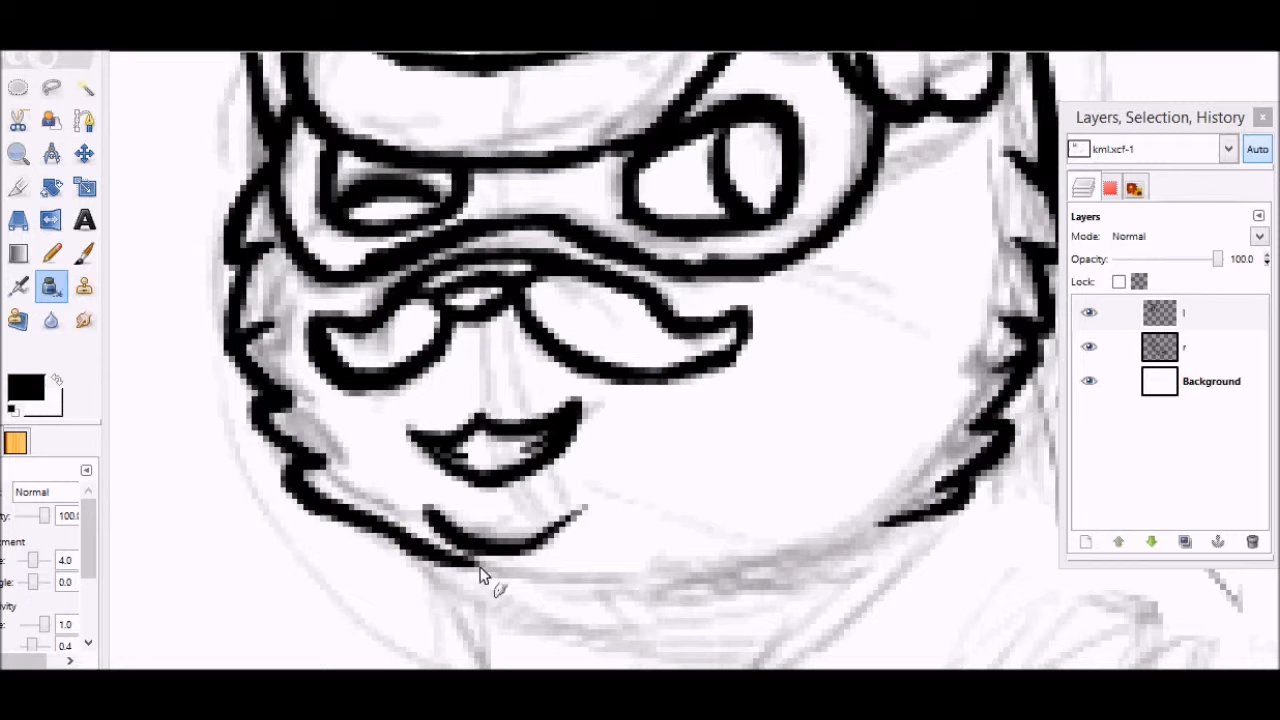 Layers, Selection, History
kml.xcf-1
Auto
Layers
Mode: Normal
Opacity: 100.0
Lock:
l
r
Background
Normal
100.
4.0
0.0
1.0
0.4